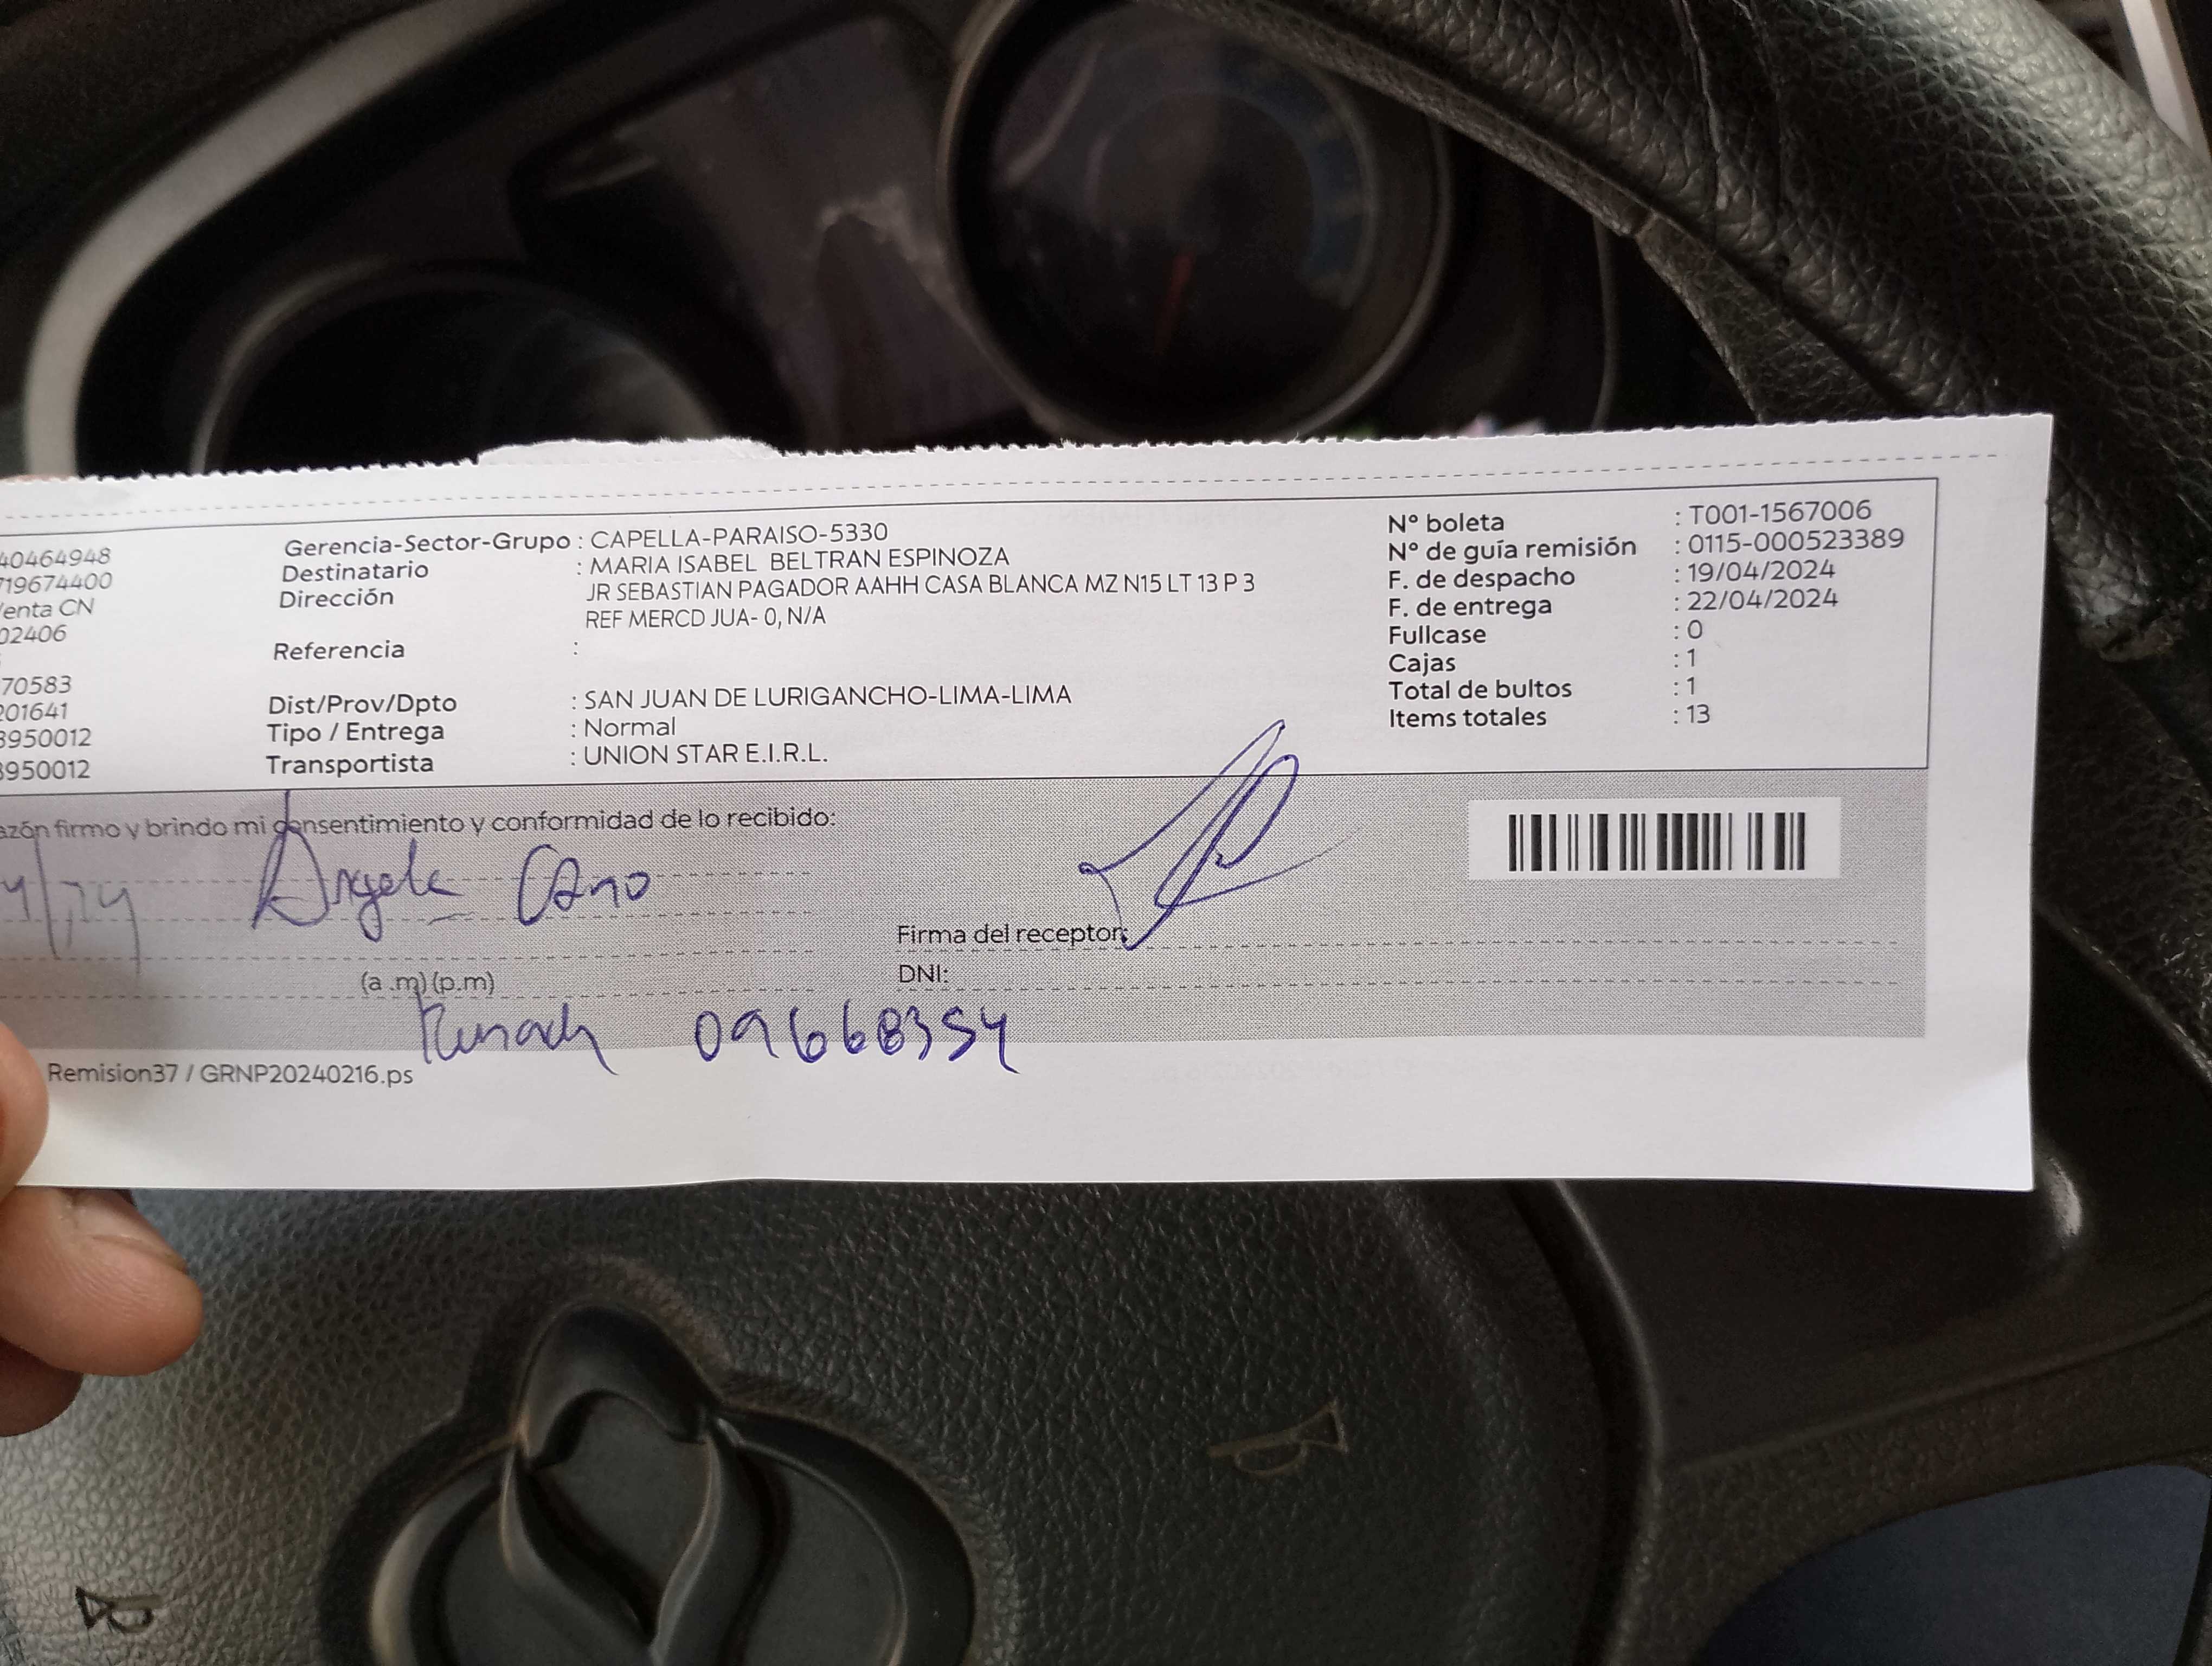 40464948
719674400
enta CN
02406
70583
201641
3950012
3950012
Gerencia-Sector-Grupo : CAPELLA-PARAISO-5330
Destinatario : MARIA ISABEL BELTRAN ESPINOZA
Dirección JR SEBASTIAN PAGADOR AAHH CASA BLANCA MZ N15 LT 13 P 3
REF MERCD JUA- 0, N/A
Referencia :
Dist/Prov/Dpto : SAN JUAN DE LURIGANCHO-LIMA-LIMA
Tipo / Entrega : Normal
Transportista : UNION STAR E.I.R.L.
N° boleta : T001-1567006
N° de guía remisión : 0115-000523389
F. de despacho : 19/04/2024
F. de entrega : 22/04/2024
Fullcase : 0
Cajas : 1
Total de bultos : 1
Items totales : 13
azón firmo y brindo mi consentimiento y conformidad de lo recibido:
Angela Cano
Firma del receptor:
(a .m) (p.m)
DNI:
09668354
Remision37 / GRNP20240216.ps